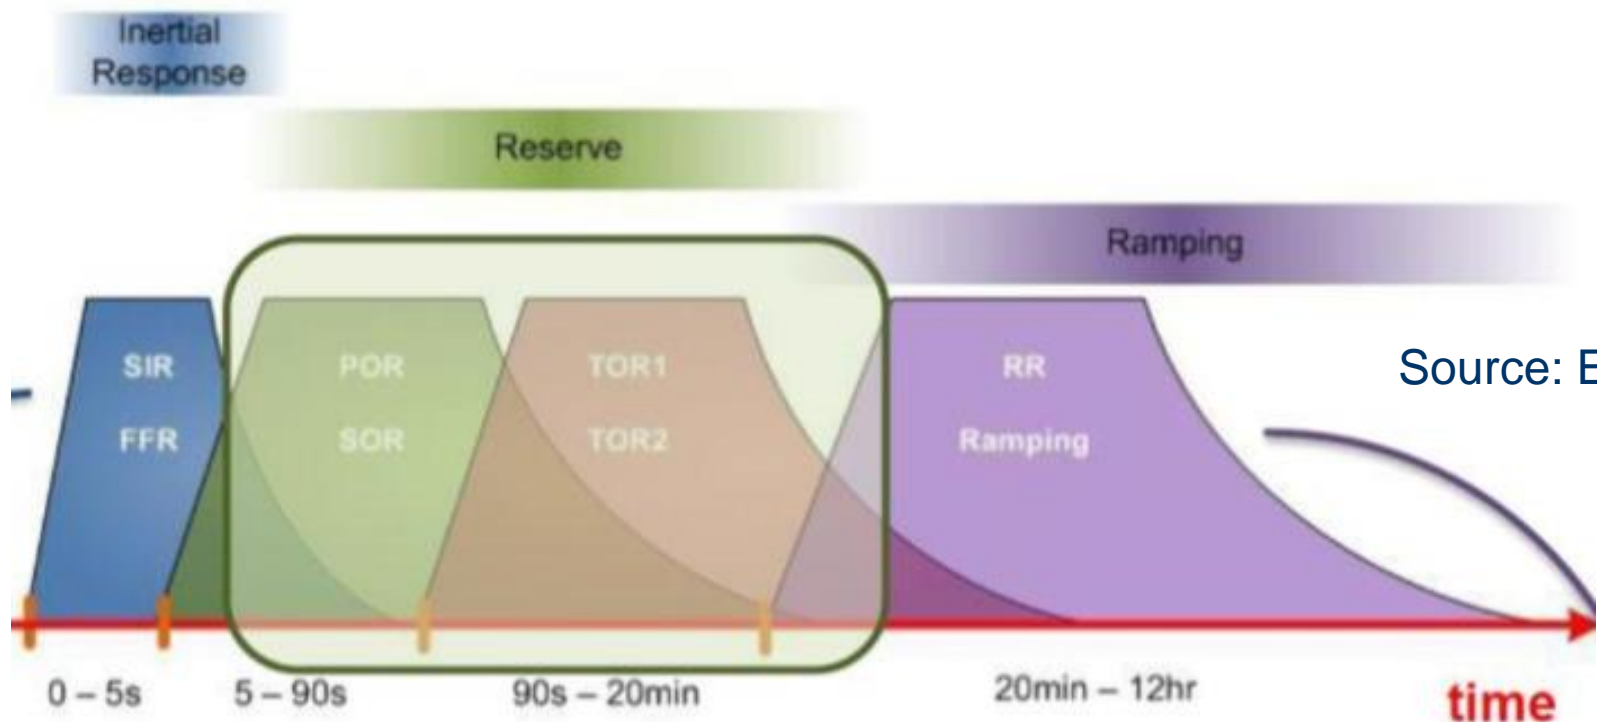 Inertial
Response
Reserve
Ramping
SIR
FFR
POR
SOR
TOR1
TOR2
RR
Ramping
Source: E
0 – 5s
5 – 90s
90s – 20min
20min – 12hr
time